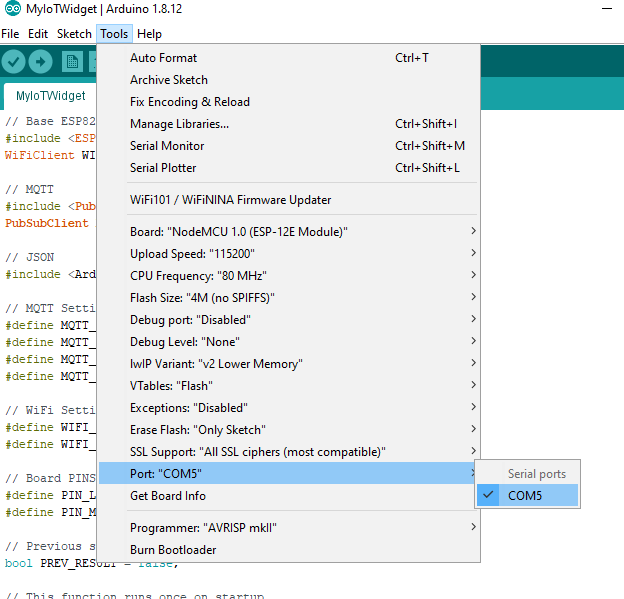 MyIoTWidget | Arduino 1.8.12
File Edit Sketch Tools Help
MyIoTWidget
Auto Format Ctrl+T
Archive Sketch
Fix Encoding & Reload
Manage Libraries... Ctrl+Shift+I
Serial Monitor Ctrl+Shift+M
Serial Plotter Ctrl+Shift+L
WiFi101 / WiFiNINA Firmware Updater
Board: "NodeMCU 1.0 (ESP-12E Module)"
Upload Speed: "115200"
CPU Frequency: "80 MHz"
Flash Size: "4M (no SPIFFS)"
Debug port: "Disabled"
Debug Level: "None"
lwIP Variant: "v2 Lower Memory"
VTables: "Flash"
Exceptions: "Disabled"
Erase Flash: "Only Sketch"
SSL Support: "All SSL ciphers (most compatible)"
Port: "COM5"
Get Board Info
Programmer: "AVRISP mkII"
Burn Bootloader
Serial ports
COM5
// Base ESP82
#include <ESP
WiFiClient WI
// MQTT
#include <Pub
PubSubClient
// JSON
#include <Ard
// MQTT Setti
#define MQTT_
#define MQTT_
#define MQTT_
#define MQTT_
// WiFi Setti
#define WIFI_
#define WIFI_
// Board PINS
#define PIN_L
#define PIN_M
// Previous s
bool PREV_RESULT = false;
// This function runs once on startup